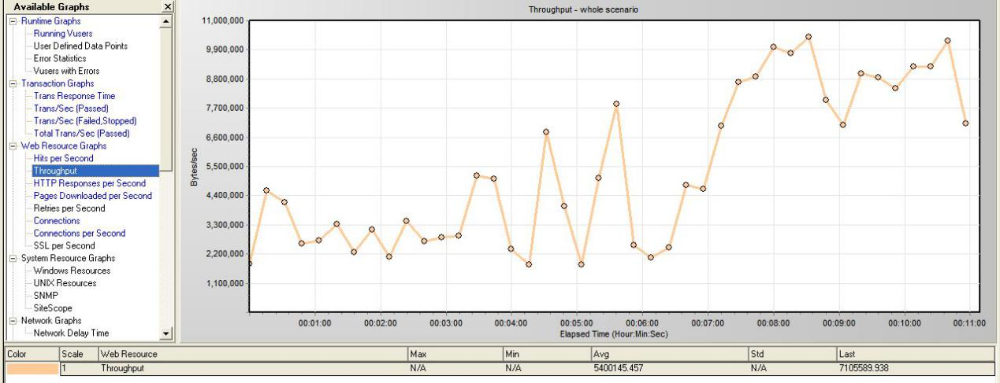 Available Graphs
Runtime Graphs
Running Vusers
User Defined Data Points
Error Statistics
Vusers with Errors
Transaction Graphs
Trans Response Time
Trans/Sec (Passed)
Trans/Sec (Failed,Stopped)
Total Trans/Sec (Passed)
Web Resource Graphs
Hits per Second
Throughput
HTTP Responses per Second
Pages Downloaded per Second
Retries per Second
Connections
Connections per Second
SSL per Second
System Resource Graphs
Windows Resources
UNIX Resources
SNMP
SiteScope
Network Graphs
Network Delay Time
Throughput - whole scenario
11,000,000
9,900,000
8,800,000
7,700,000
6,600,000
5,500,000
4,400,000
3,300,000
2,200,000
1,100,000
Bytes/sec
00:01:00 00:02:00 00:03:00 00:04:00 00:05:00 00:06:00 00:07:00 00:08:00 00:09:00 00:10:00 00:11:00
Elapsed Time (Hour:Min:Sec)
Color Scale Web Resource Max Min Avg Std Last
1 Throughput N/A N/A 5400145.457 N/A 7105589.938